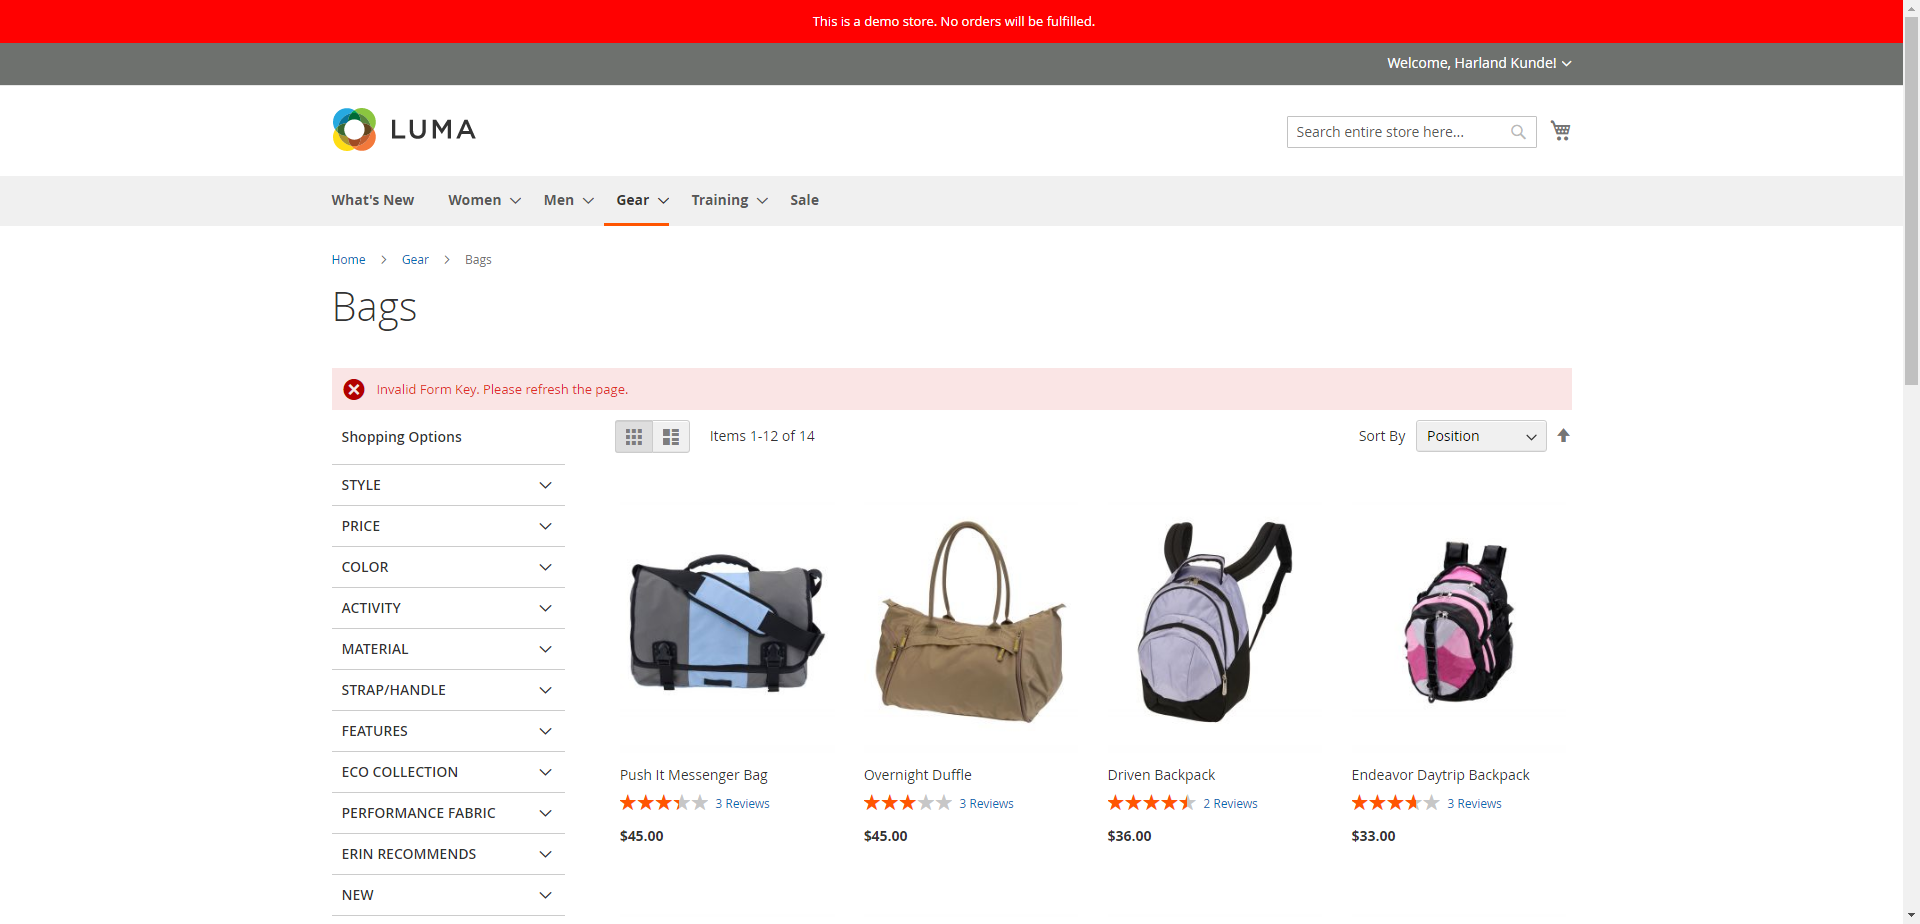 This is a demo store. No orders will be fulfilled.
Welcome, Harland Kunde!
LUMA
Search entire store here...
What's New Women Men Gear Training Sale
Home Gear Bags
Bags
Invalid Form Key. Please refresh the page.
Shopping Options
STYLE
PRICE
COLOR
ACTIVITY
MATERIAL
STRAP/HANDLE
FEATURES
ECO COLLECTION
PERFORMANCE FABRIC
ERIN RECOMMENDS
NEW
Items 1-12 of 14
Sort By Position
Push It Messenger Bag
3 Reviews
$45.00
Overnight Duffle
3 Reviews
$45.00
Driven Backpack
2 Reviews
$36.00
Endeavor Daytrip Backpack
3 Reviews
$33.00